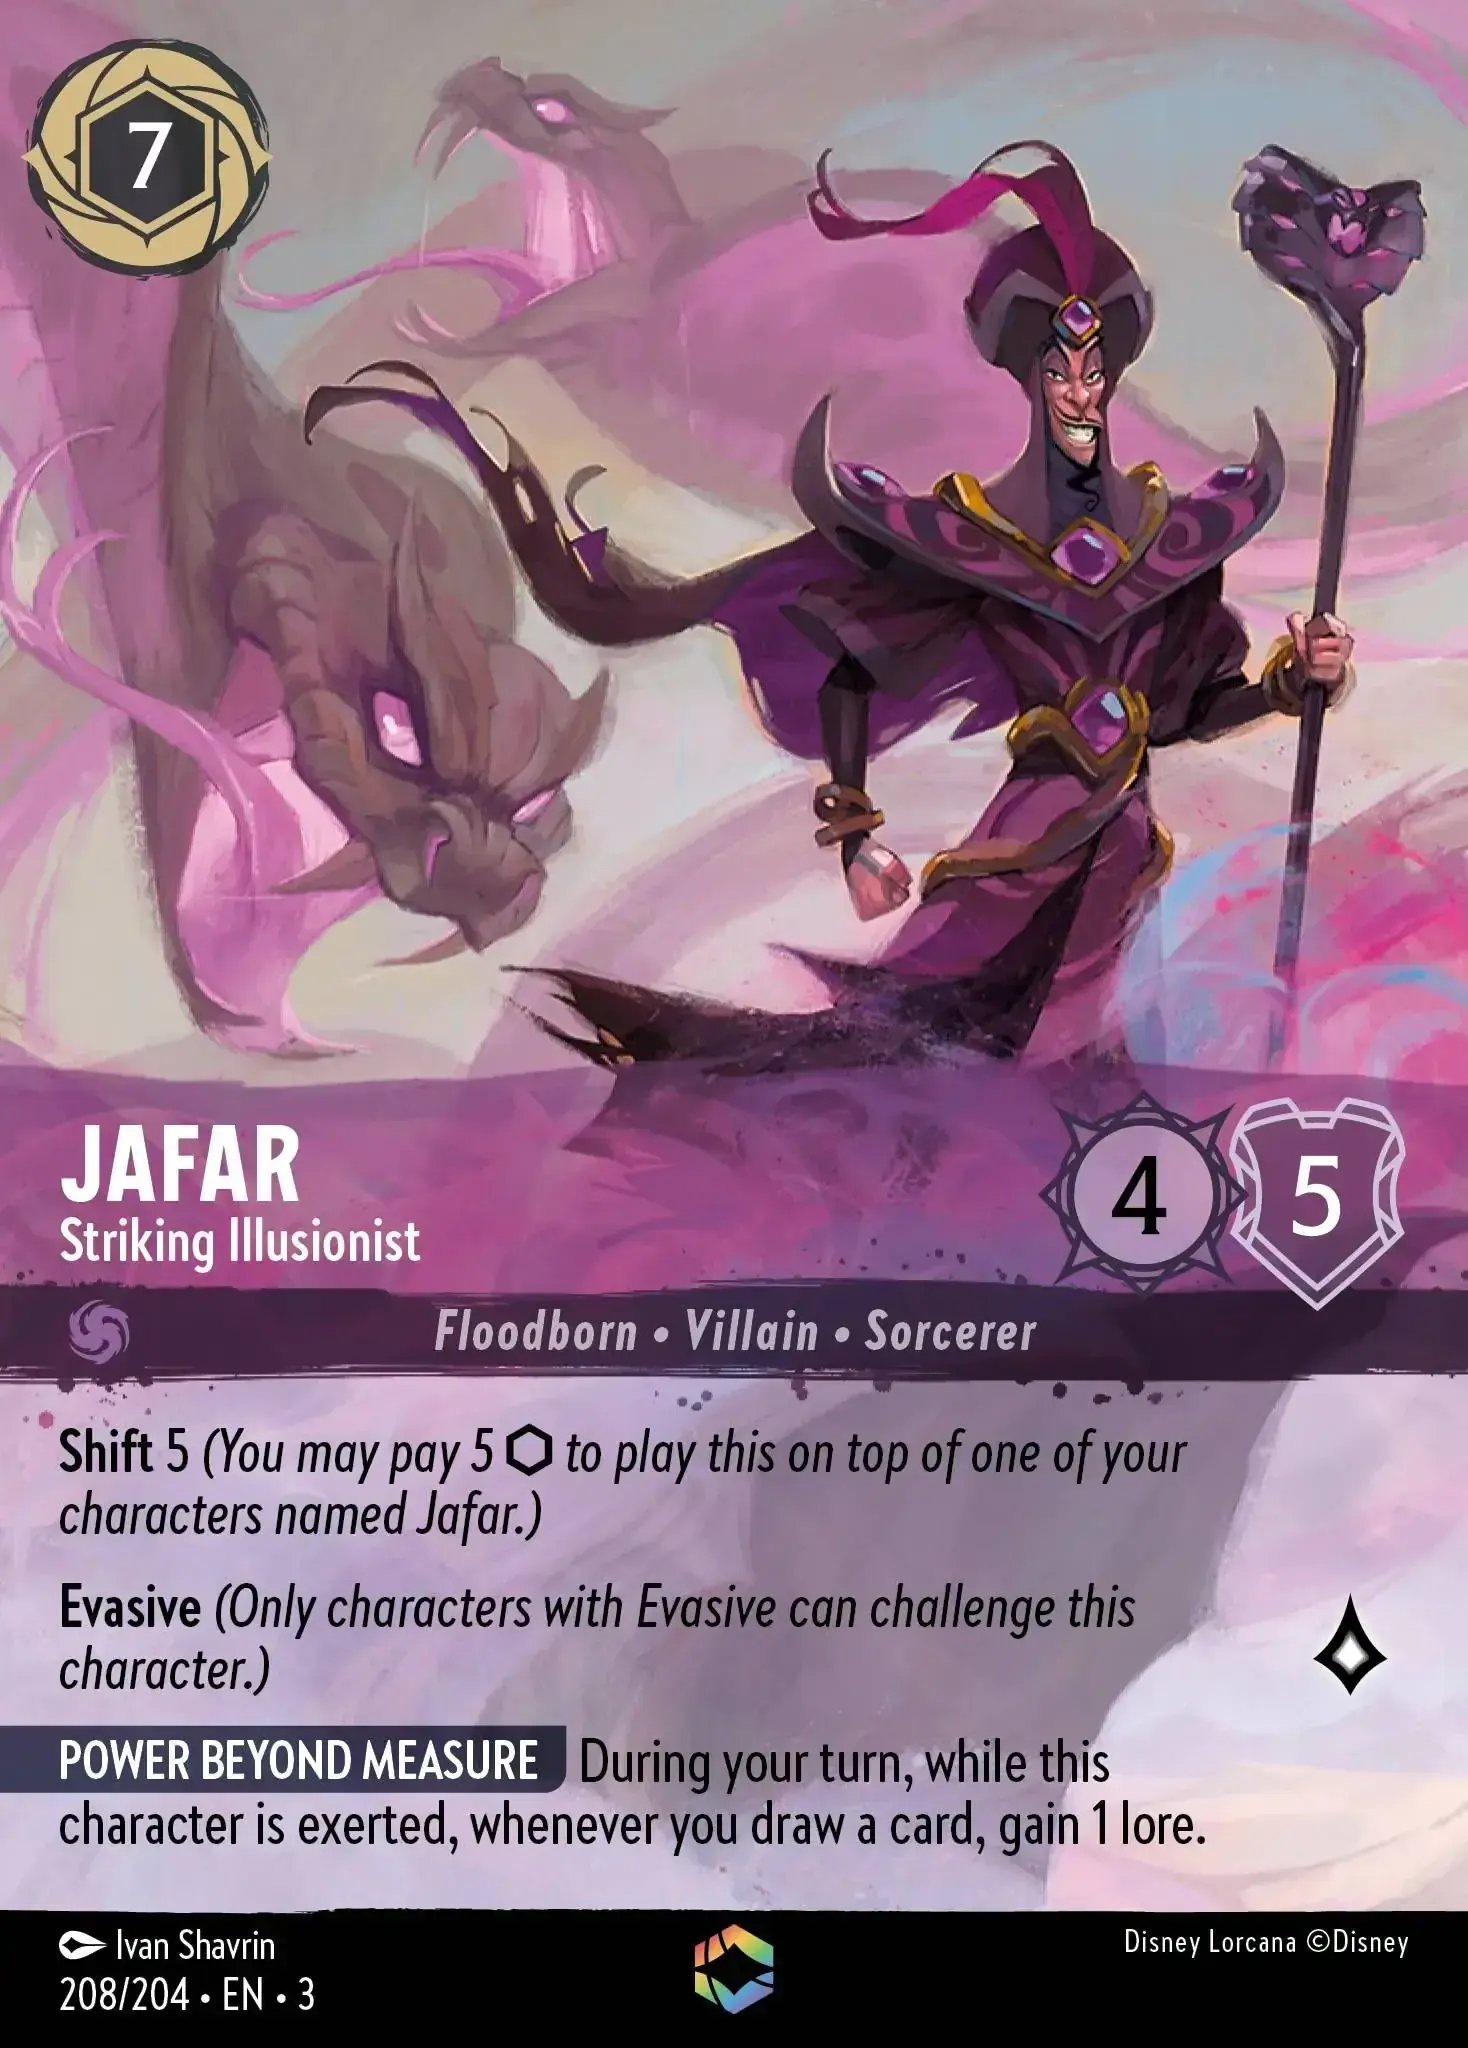 7
JAFAR
Striking Illusionist
4
5
Floodborn • Villain • Sorcerer
Shift 5 (You may pay 5 ⬡ to play this on top of one of your
characters named Jafar.)
Evasive (Only characters with Evasive can challenge this
character.)
POWER BEYOND MEASURE During your turn, while this
character is exerted, whenever you draw a card, gain 1 lore.
Ivan Shavrin
Disney Lorcana ©Disney
208/204 • EN • 3